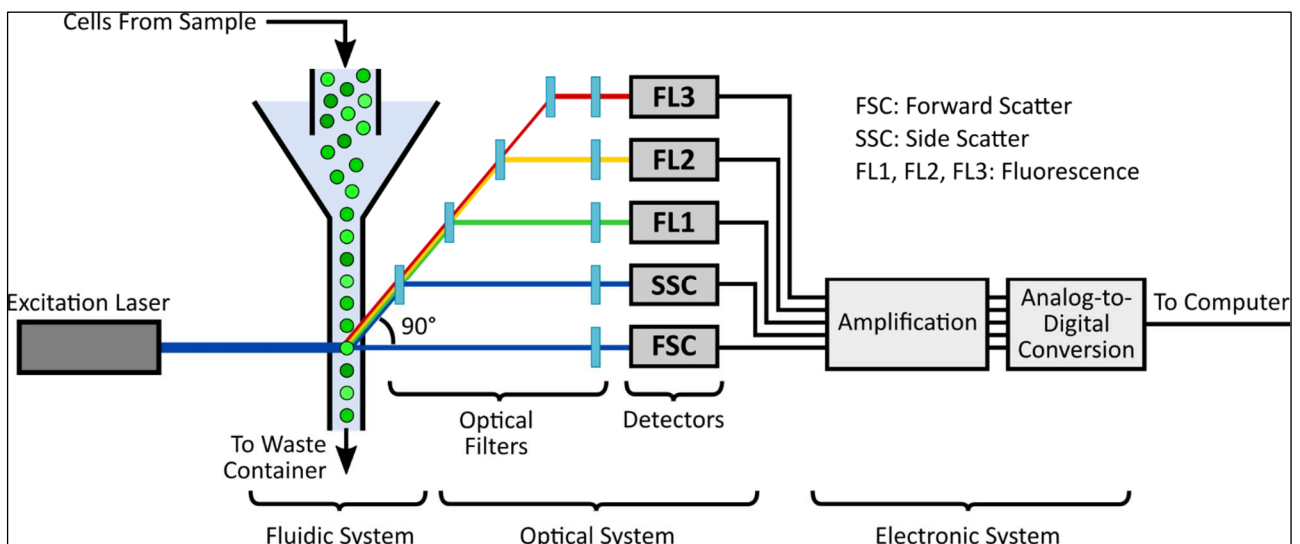 Cells From Sample
FL3
FSC: Forward Scatter
SSC: Side Scatter
FL1, FL2, FL3: Fluorescence
FL2
FL1
SSC
Excitation Laser
90°
FSC
Amplification
Analog-to-
Digital
Conversion
To Computer
Optical
Filters
Detectors
To Waste
Container
Fluidic System
Optical System
Electronic System